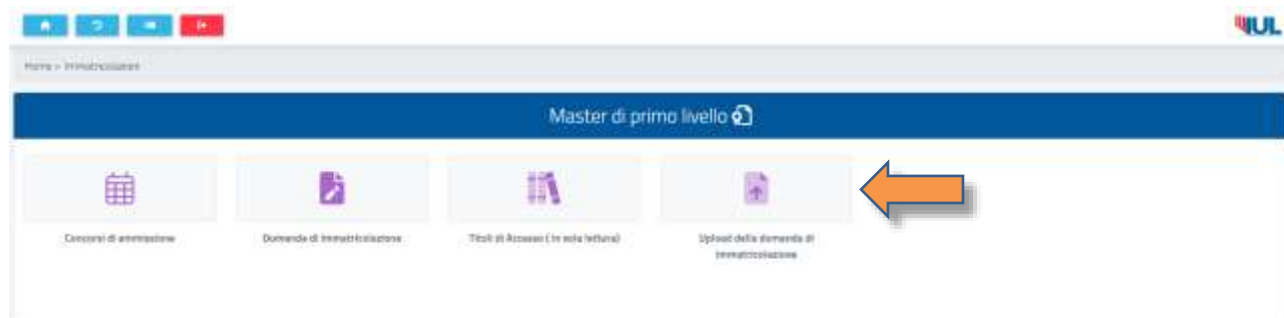 IUL
Home > Immatricolazioni
Master di primo livello
Concorsi di ammissione
Domanda di Immatricolazione
Titoli di Accesso ( in sola lettura)
Upload della domanda di
immatricolazione